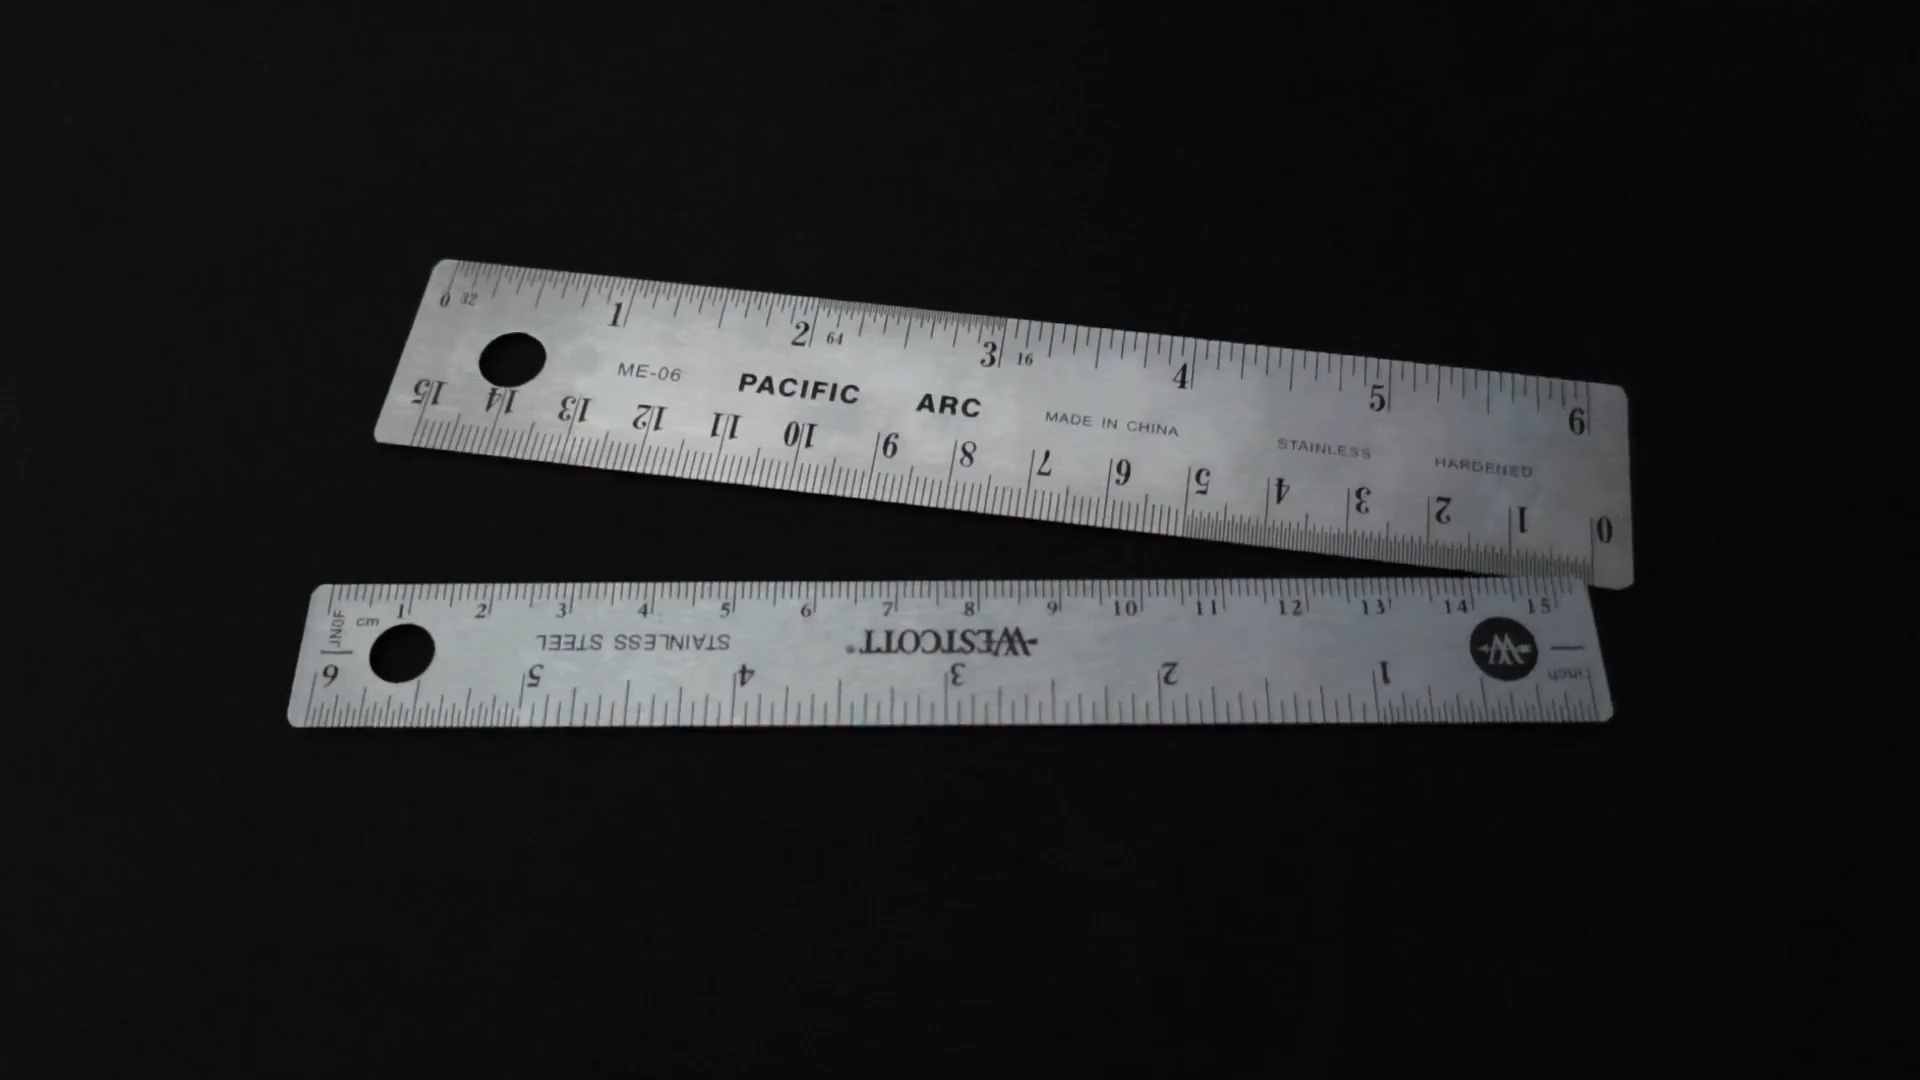 0 32 1 2 64 3 16 4 5 6
ME-06 PACIFIC ARC MADE IN CHINA STAINLESS HARDENED
15 14 13 12 11 10 9 8 7 6 5 4 3 2 1 0
cm 1 2 3 4 5 6 7 8 9 10 11 12 13 14 15
STAINLESS STEEL WESTCOTT®
6 5 4 3 2 1 inch